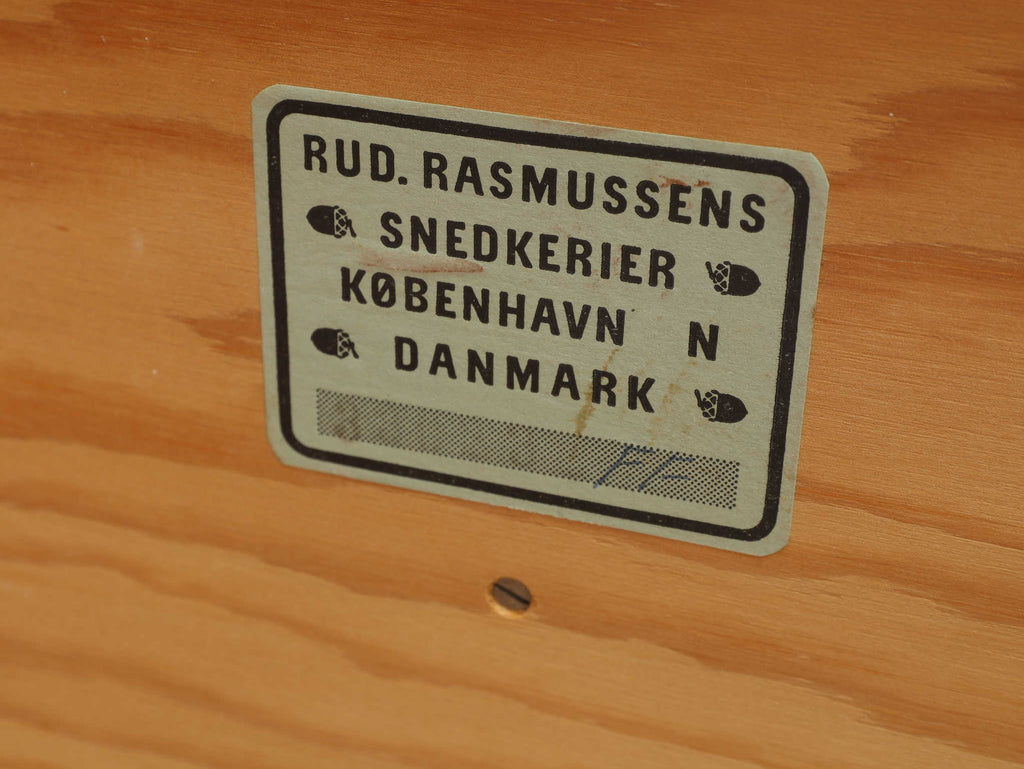 RUD. RASMUSSENS
SNEDKERIER
KØBENHAVN N
DANMARK
FF